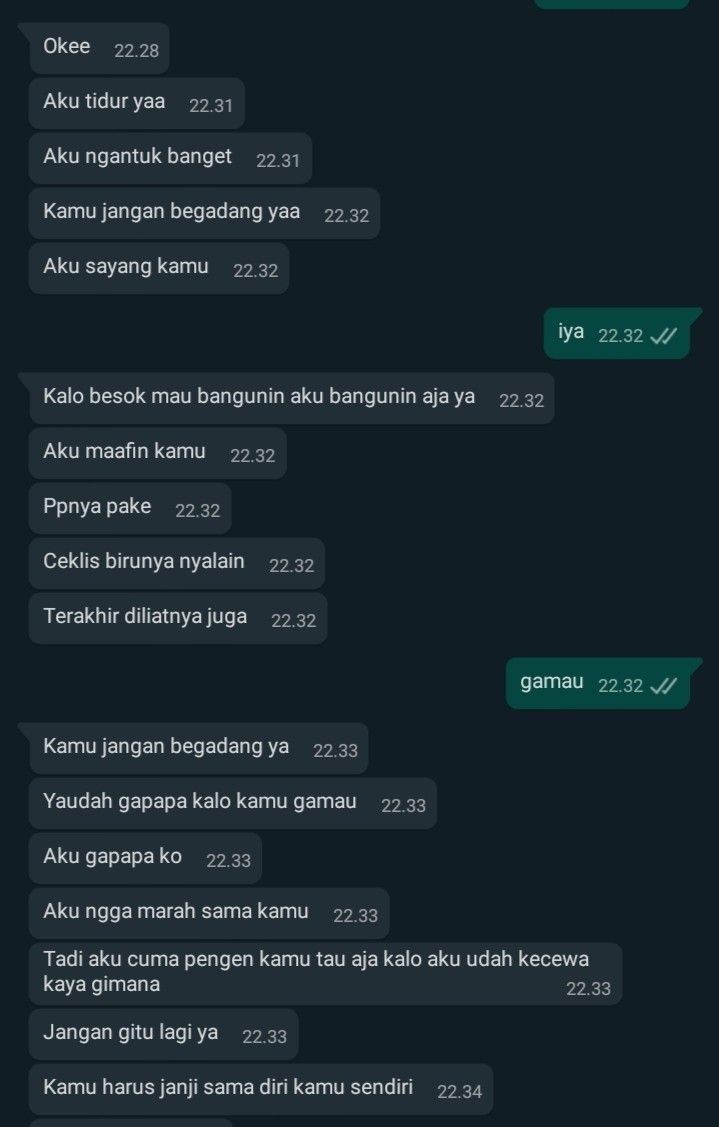 Okee 22.28
Aku tidur yaa 22.31
Aku ngantuk banget 22.31
Kamu jangan begadang yaa 22.32
Aku sayang kamu 22.32
iya 22.32
Kalo besok mau bangunin aku bangunin aja ya 22.32
Aku maafin kamu 22.32
Ppnya pake 22.32
Ceklis birunya nyalain 22.32
Terakhir diliatnya juga 22.32
gamau 22.32
Kamu jangan begadang ya 22.33
Yaudah gapapa kalo kamu gamau 22.33
Aku gapapa ko 22.33
Aku ngga marah sama kamu 22.33
Tadi aku cuma pengen kamu tau aja kalo aku udah kecewa
kaya gimana 22.33
Jangan gitu lagi ya 22.33
Kamu harus janji sama diri kamu sendiri 22.34